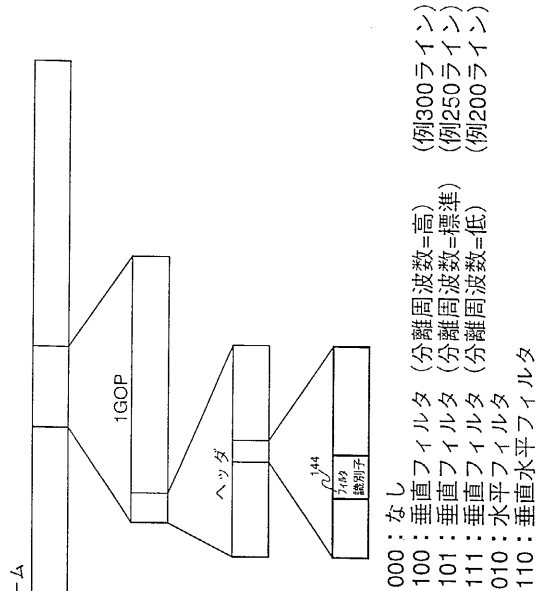 ーム
1GOP
ヘッダ
144
フィルタ
識別子
000：なし
100：垂直フィルタ (分離周波数=高) (例300ライン)
101：垂直フィルタ (分離周波数=標準) (例250ライン)
111：垂直フィルタ (分離周波数=低) (例200ライン)
010：水平フィルタ
110：垂直水平フィルタ